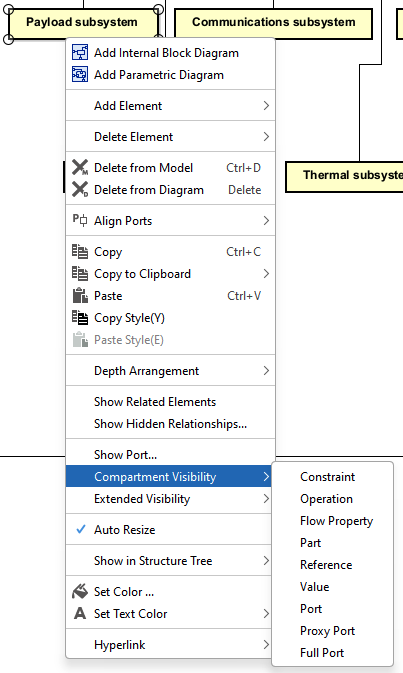 Payload subsystem
Communications subsystem
Add Internal Block Diagram
Add Parametric Diagram
Add Element
Delete Element
Delete from Model Ctrl+D
Delete from Diagram Delete
Thermal subsyste
Align Ports
Copy Ctrl+C
Copy to Clipboard
Paste Ctrl+V
Copy Style(Y)
Paste Style(E)
Depth Arrangement
Show Related Elements
Show Hidden Relationships...
Show Port...
Compartment Visibility
Extended Visibility
Auto Resize
Show in Structure Tree
Set Color ...
Set Text Color
Hyperlink
Constraint
Operation
Flow Property
Part
Reference
Value
Port
Proxy Port
Full Port